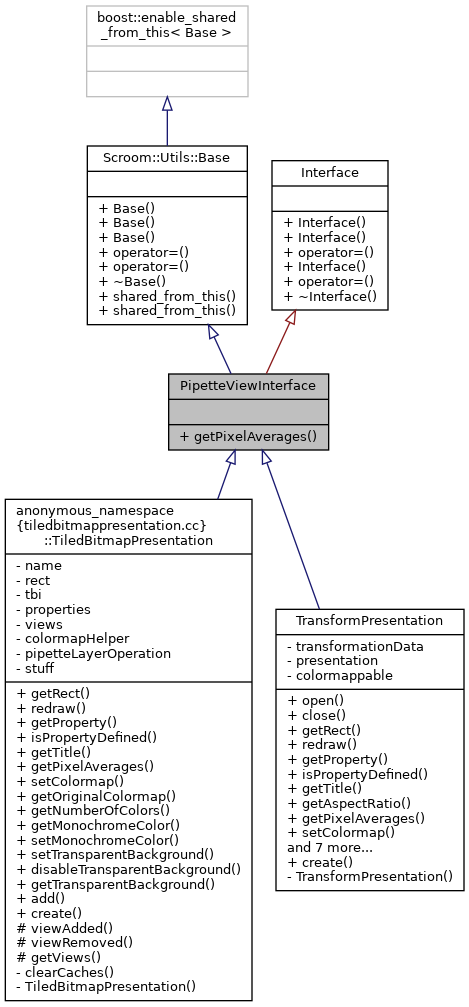 boost::enable_shared
_from_this< Base >
Scroom::Utils::Base
+ Base()
+ Base()
+ Base()
+ operator=()
+ operator=()
+ ~Base()
+ shared_from_this()
+ shared_from_this()
Interface
+ Interface()
+ Interface()
+ operator=()
+ Interface()
+ operator=()
+ ~Interface()
PipetteViewInterface
+ getPixelAverages()
anonymous_namespace
{tiledbitmappresentation.cc}
::TiledBitmapPresentation
- name
- rect
- tbi
- properties
- views
- colormapHelper
- pipetteLayerOperation
- stuff
+ getRect()
+ redraw()
+ getProperty()
+ isPropertyDefined()
+ getTitle()
+ getPixelAverages()
+ setColormap()
+ getOriginalColormap()
+ getNumberOfColors()
+ getMonochromeColor()
+ setMonochromeColor()
+ setTransparentBackground()
+ disableTransparentBackground()
+ getTransparentBackground()
+ add()
+ create()
# viewAdded()
# viewRemoved()
# getViews()
- clearCaches()
- TiledBitmapPresentation()
TransformPresentation
- transformationData
- presentation
- colormappable
+ open()
+ close()
+ getRect()
+ redraw()
+ getProperty()
+ isPropertyDefined()
+ getTitle()
+ getAspectRatio()
+ getPixelAverages()
+ setColormap()
and 7 more...
+ create()
- TransformPresentation()